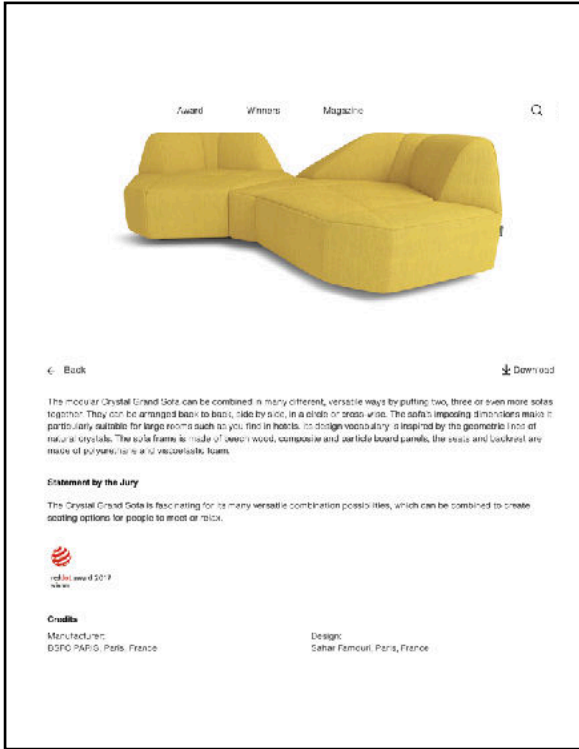 Award Winners Magazine
← Back Download
The modular Crystal Grand Sofa can be combined in many different, versatile ways by putting two, three or even more sofas
together. They can be arranged back to back, side by side, in a circle or cross-wise. The sofa's imposing dimensions make it
particularly suitable for large rooms such as you find in hotels. Its design vocabulary is inspired by the geometric lines of
natural crystals. The sofa frame is made of beech wood, composite and particle board panels, the seats and backrest are
made of polyurethane and viscoelastic foam.
Statement by the Jury
The Crystal Grand Sofa is fascinating for its many versatile combination possibilities, which can be combined to create
seating options for people to meet or relax.
reddot award 2017
winner
Credits
Manufacturer: Design:
PARIS, Paris, France Sahar Famouri, Paris, France